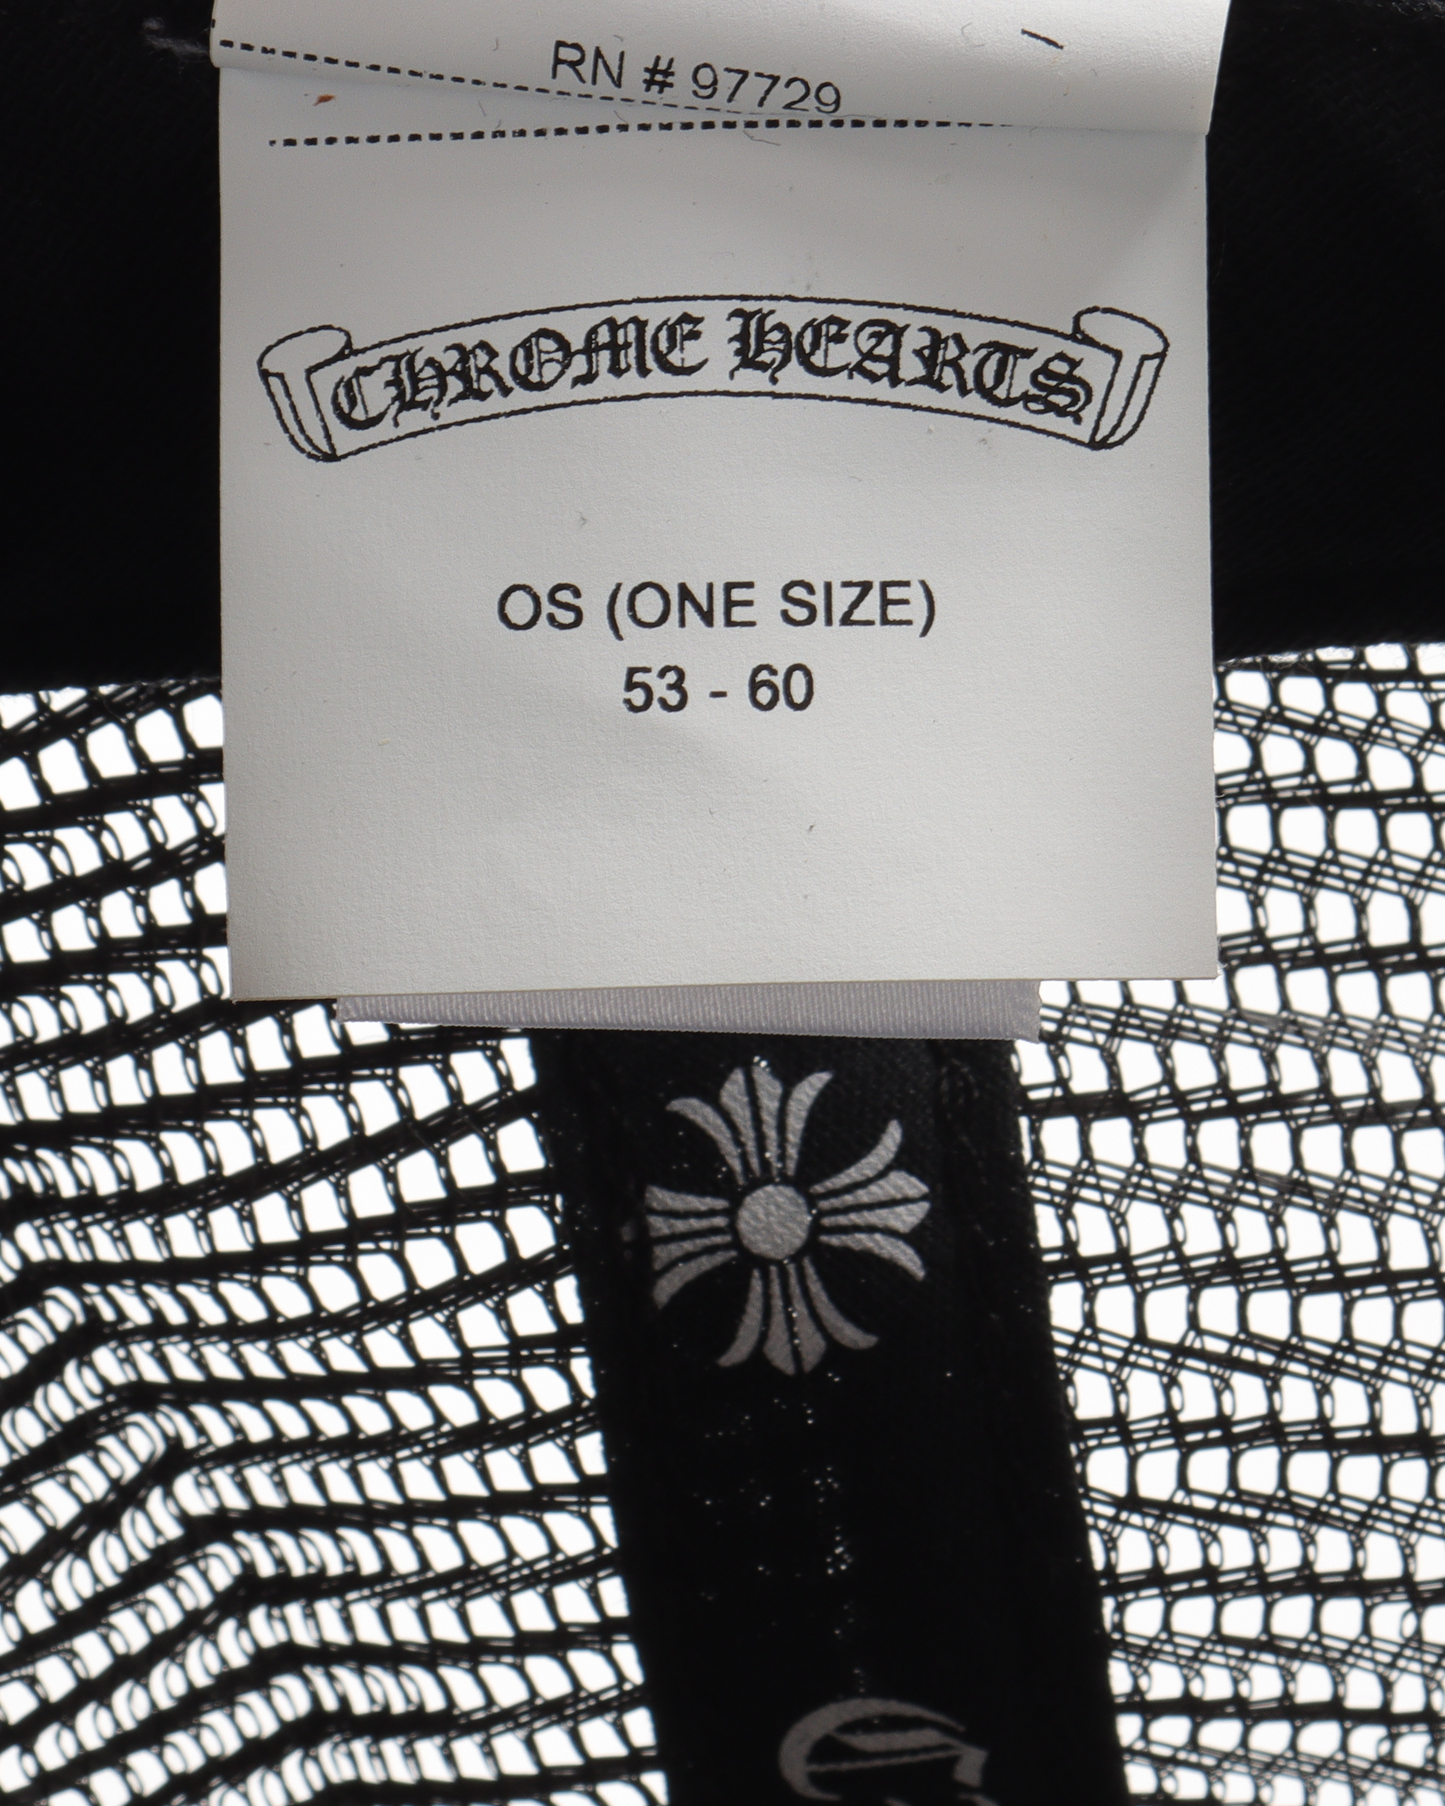 RN # 97729
CHROME HEARTS
OS (ONE SIZE)
53 - 60